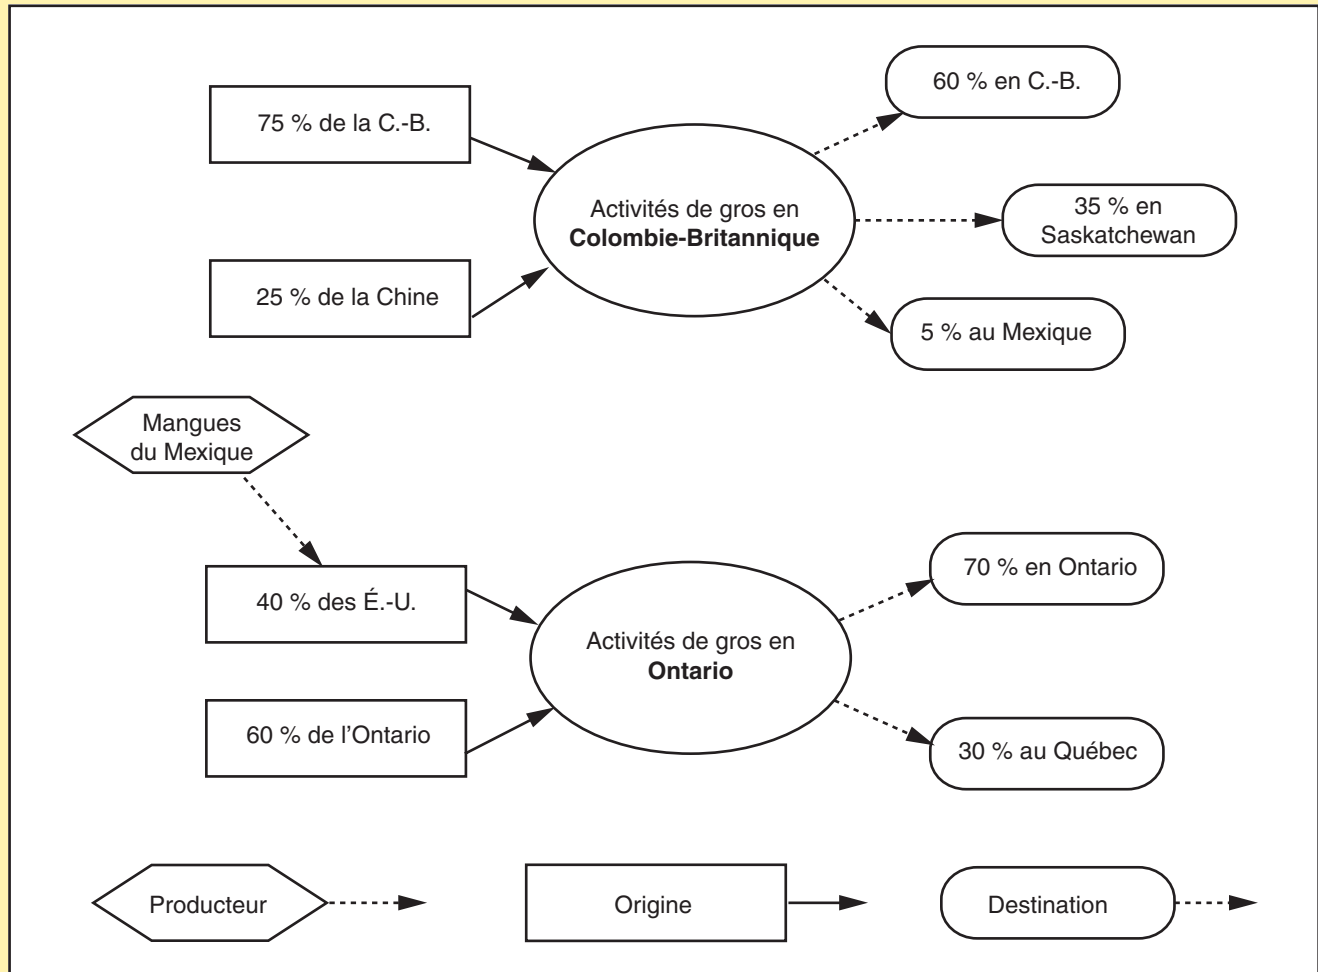 75 % de la C.-B.
25 % de la Chine
Activités de gros en
Colombie-Britannique
60 % en C.-B.
35 % en
Saskatchewan
5 % au Mexique
Mangues
du Mexique
40 % des É.-U.
60 % de l'Ontario
Activités de gros en
Ontario
70 % en Ontario
30 % au Québec
Producteur
Origine
Destination